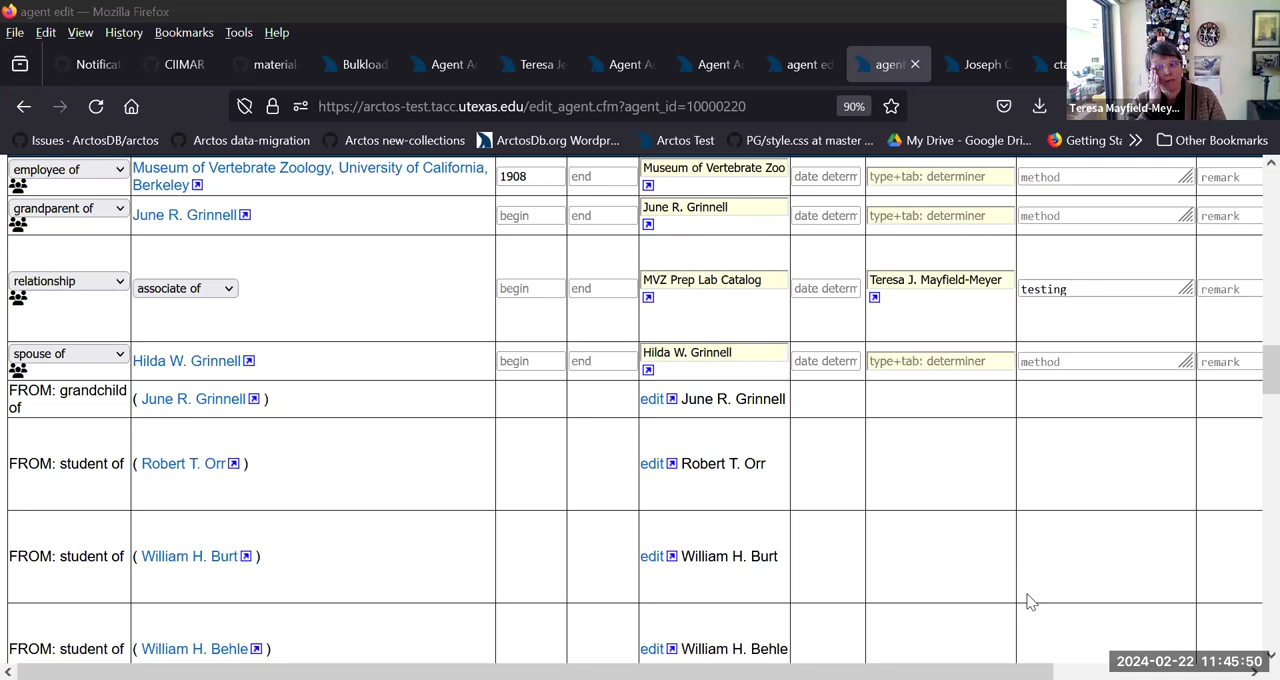 agent edit — Mozilla Firefox
File Edit View History Bookmarks Tools Help
Notificat CIIMAR material Bulkload Agent A Teresa Je Agent A Agent A agent ed agent Joseph G cta
https://arctos-test.tacc.utexas.edu/edit_agent.cfm?agent_id=10000220 90%
Teresa Mayfield-Mey...
Issues · ArctosDB/arctos Arctos data-migration Arctos new-collections ArctosDb.org Wordpr... Arctos Test PG/style.css at master ... My Drive - Google Dri... Getting Sta Other Bookmarks
employee of Museum of Vertebrate Zoology, University of California, Berkeley 1908 end Museum of Vertebrate Zoo date determ type+tab: determiner method remark
grandparent of June R. Grinnell begin end June R. Grinnell date determ type+tab: determiner method remark
relationship associate of begin end MVZ Prep Lab Catalog date determ Teresa J. Mayfield-Meyer testing remark
spouse of Hilda W. Grinnell begin end Hilda W. Grinnell date determ type+tab: determiner method remark
FROM: grandchild of ( June R. Grinnell ) edit June R. Grinnell
FROM: student of ( Robert T. Orr ) edit Robert T. Orr
FROM: student of ( William H. Burt ) edit William H. Burt
FROM: student of ( William H. Behle ) edit William H. Behle
2024-02-22 11:45:50